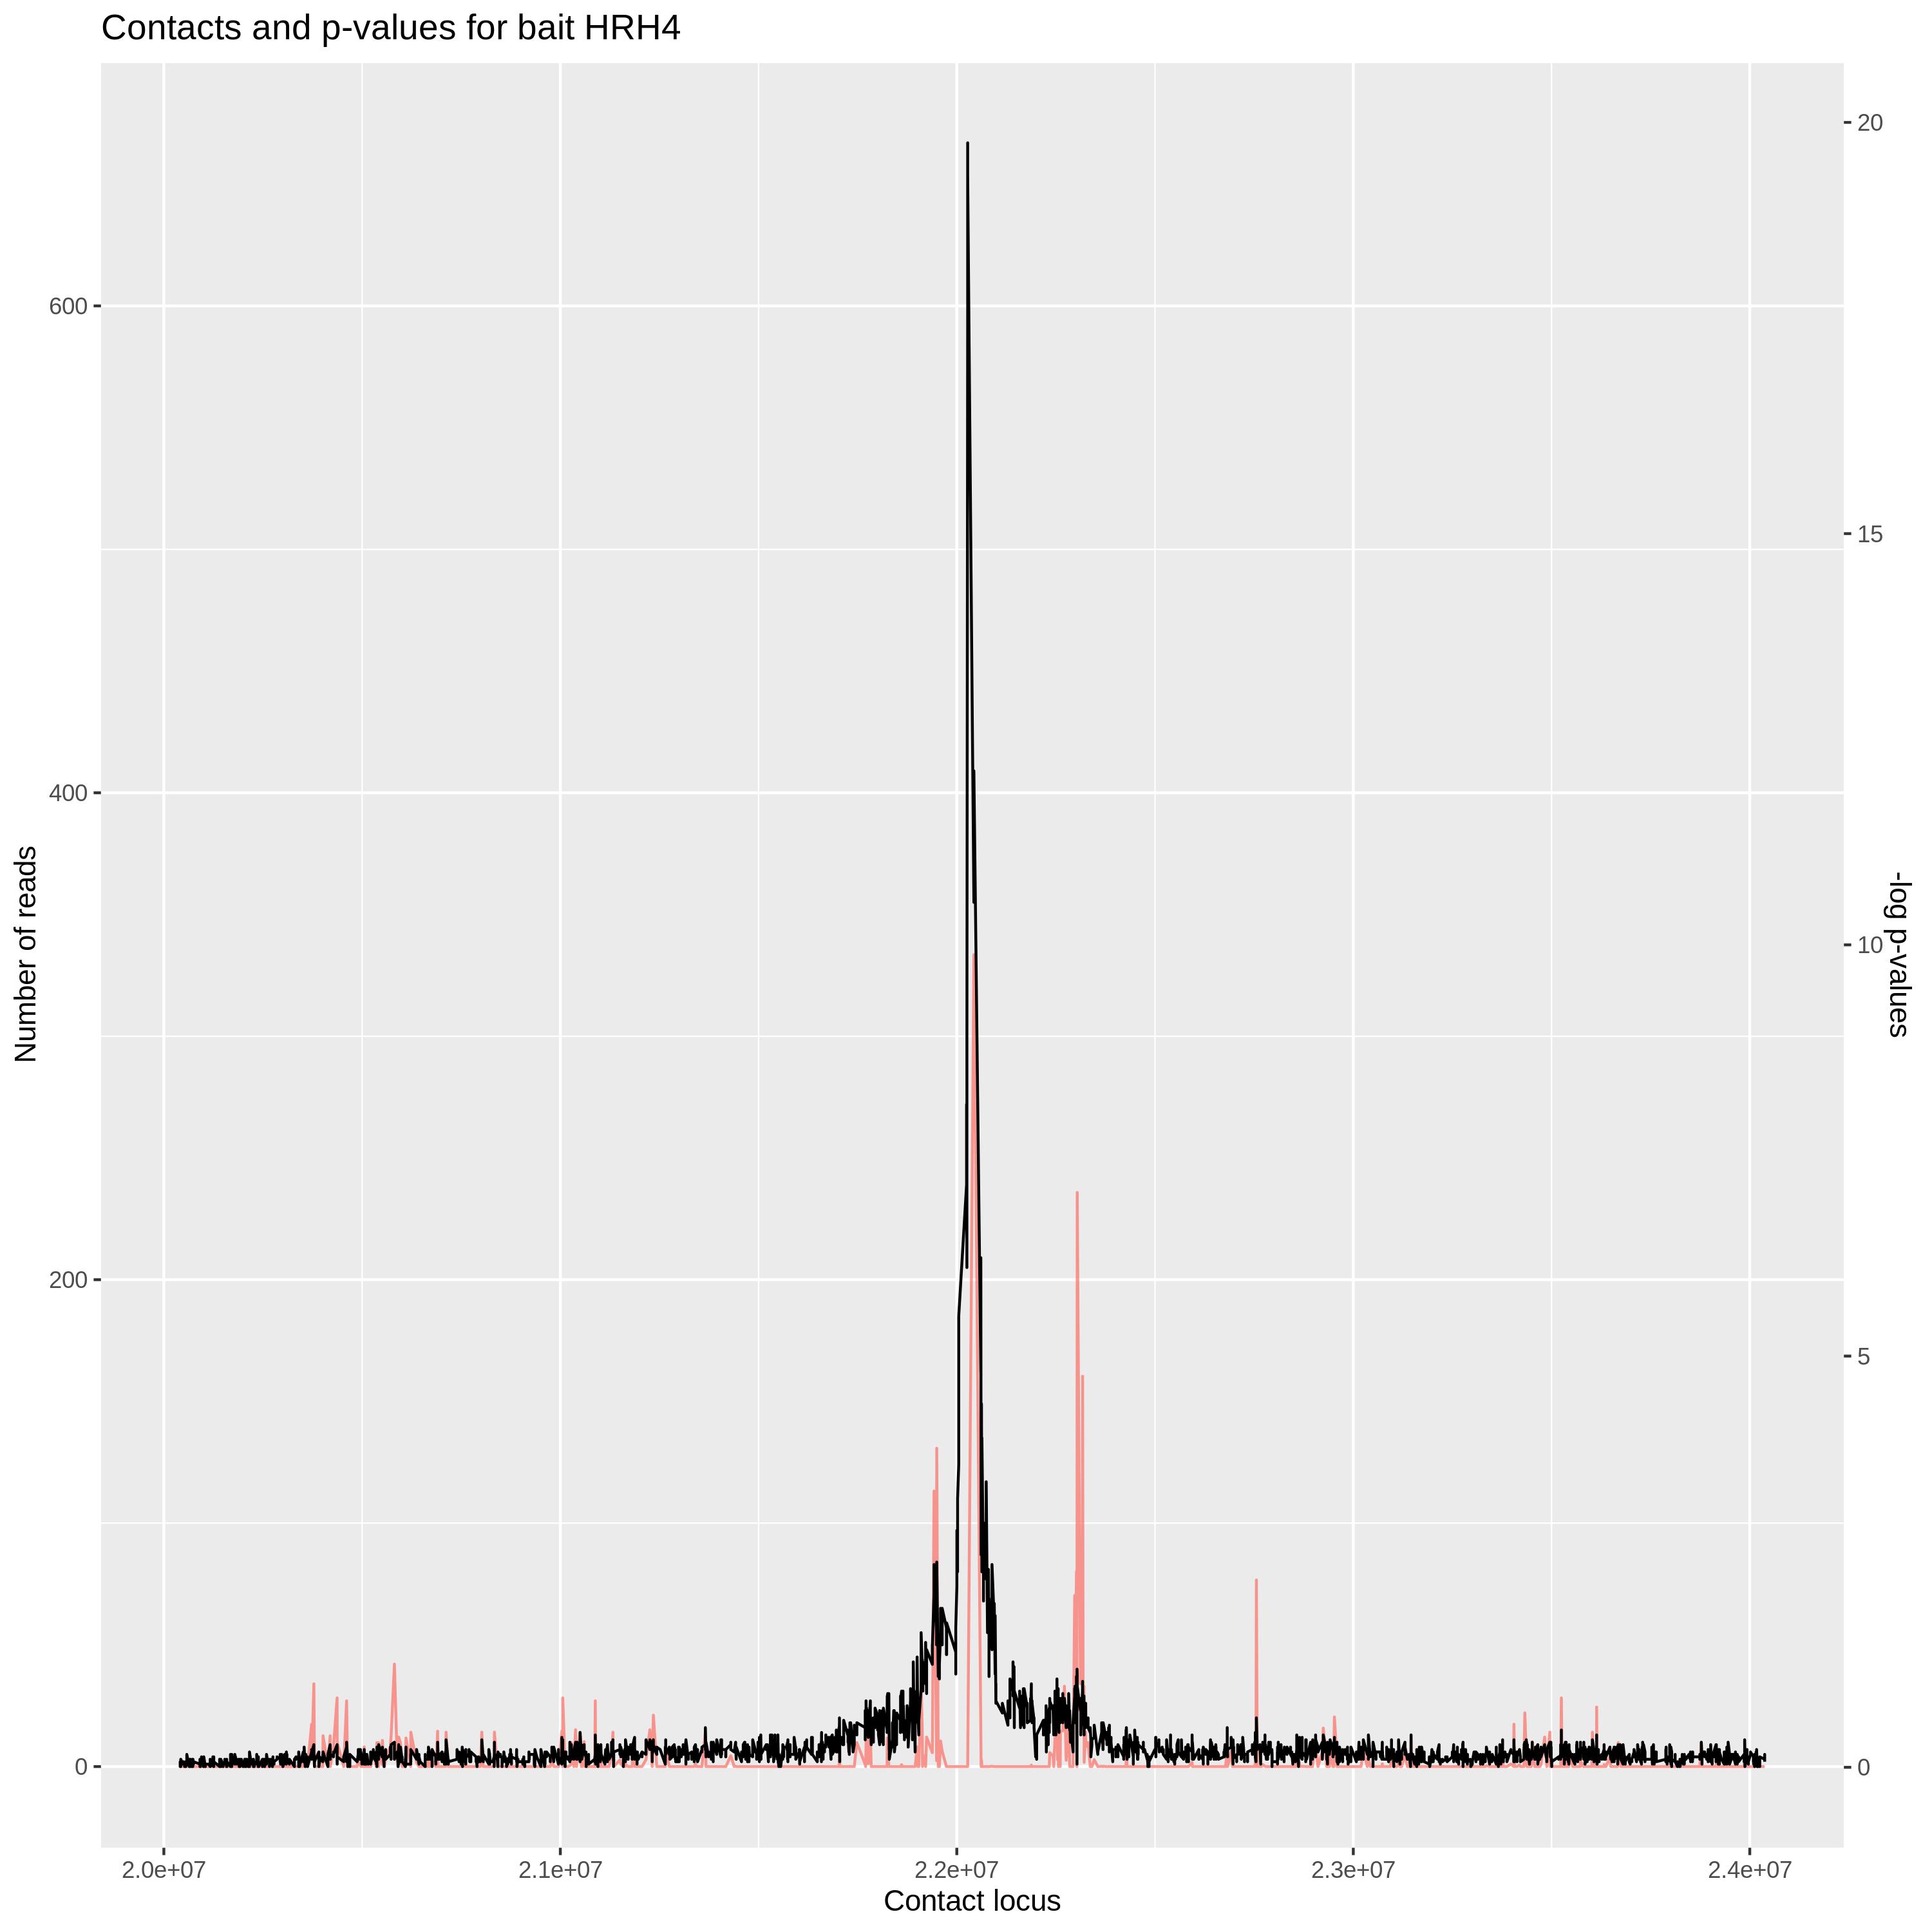 Contacts and p-values for bait HRH4
Number of reads
600
400
200
0
20
15
10
5
0
-log p-values
2.0e+07
2.1e+07
2.2e+07
2.3e+07
2.4e+07
Contact locus